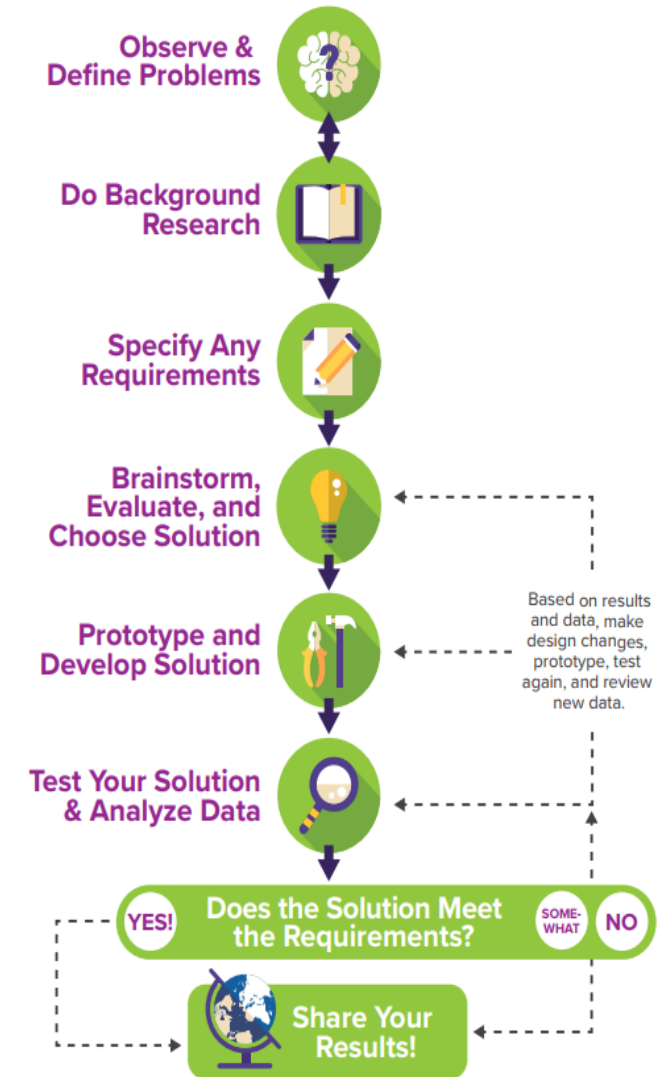 ?
Observe &
Define Problems
Do Background
Research
Specify Any
Requirements
Brainstorm,
Evaluate, and
Choose Solution
Prototype and
Develop Solution
Based on results
and data, make
design changes,
prototype, test
again, and review
new data.
Test Your Solution
& Analyze Data
YES!
Does the Solution Meet
the Requirements?
SOME-
WHAT
NO
Share Your
Results!